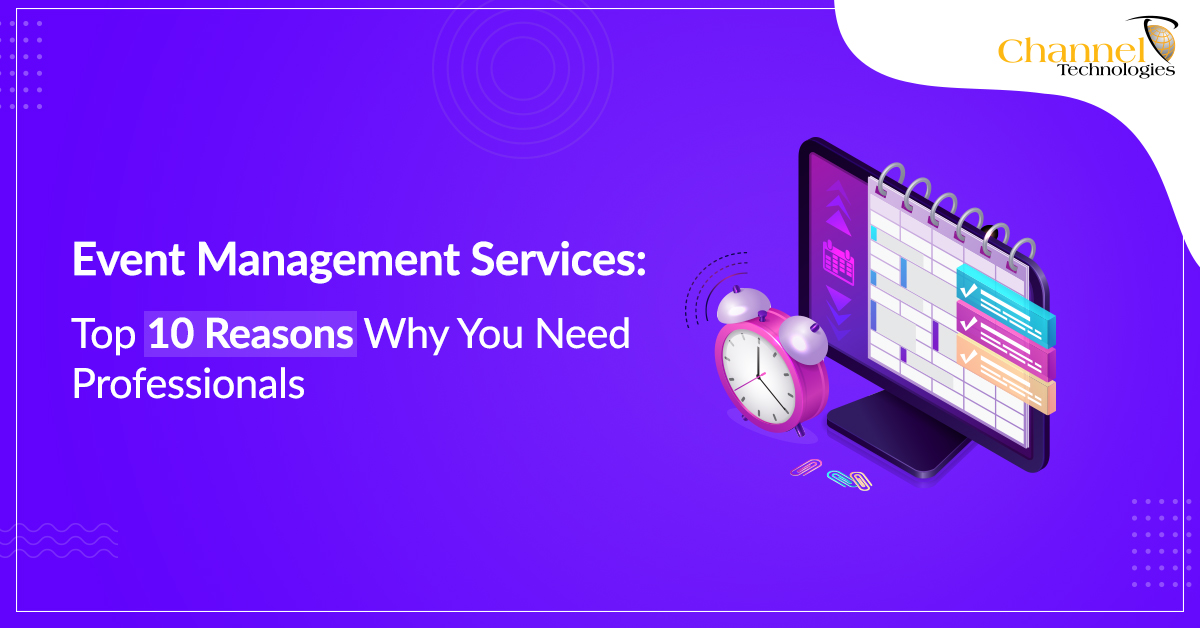 Channel
Technologies
Event Management Services:
Top 10 Reasons Why You Need
Professionals